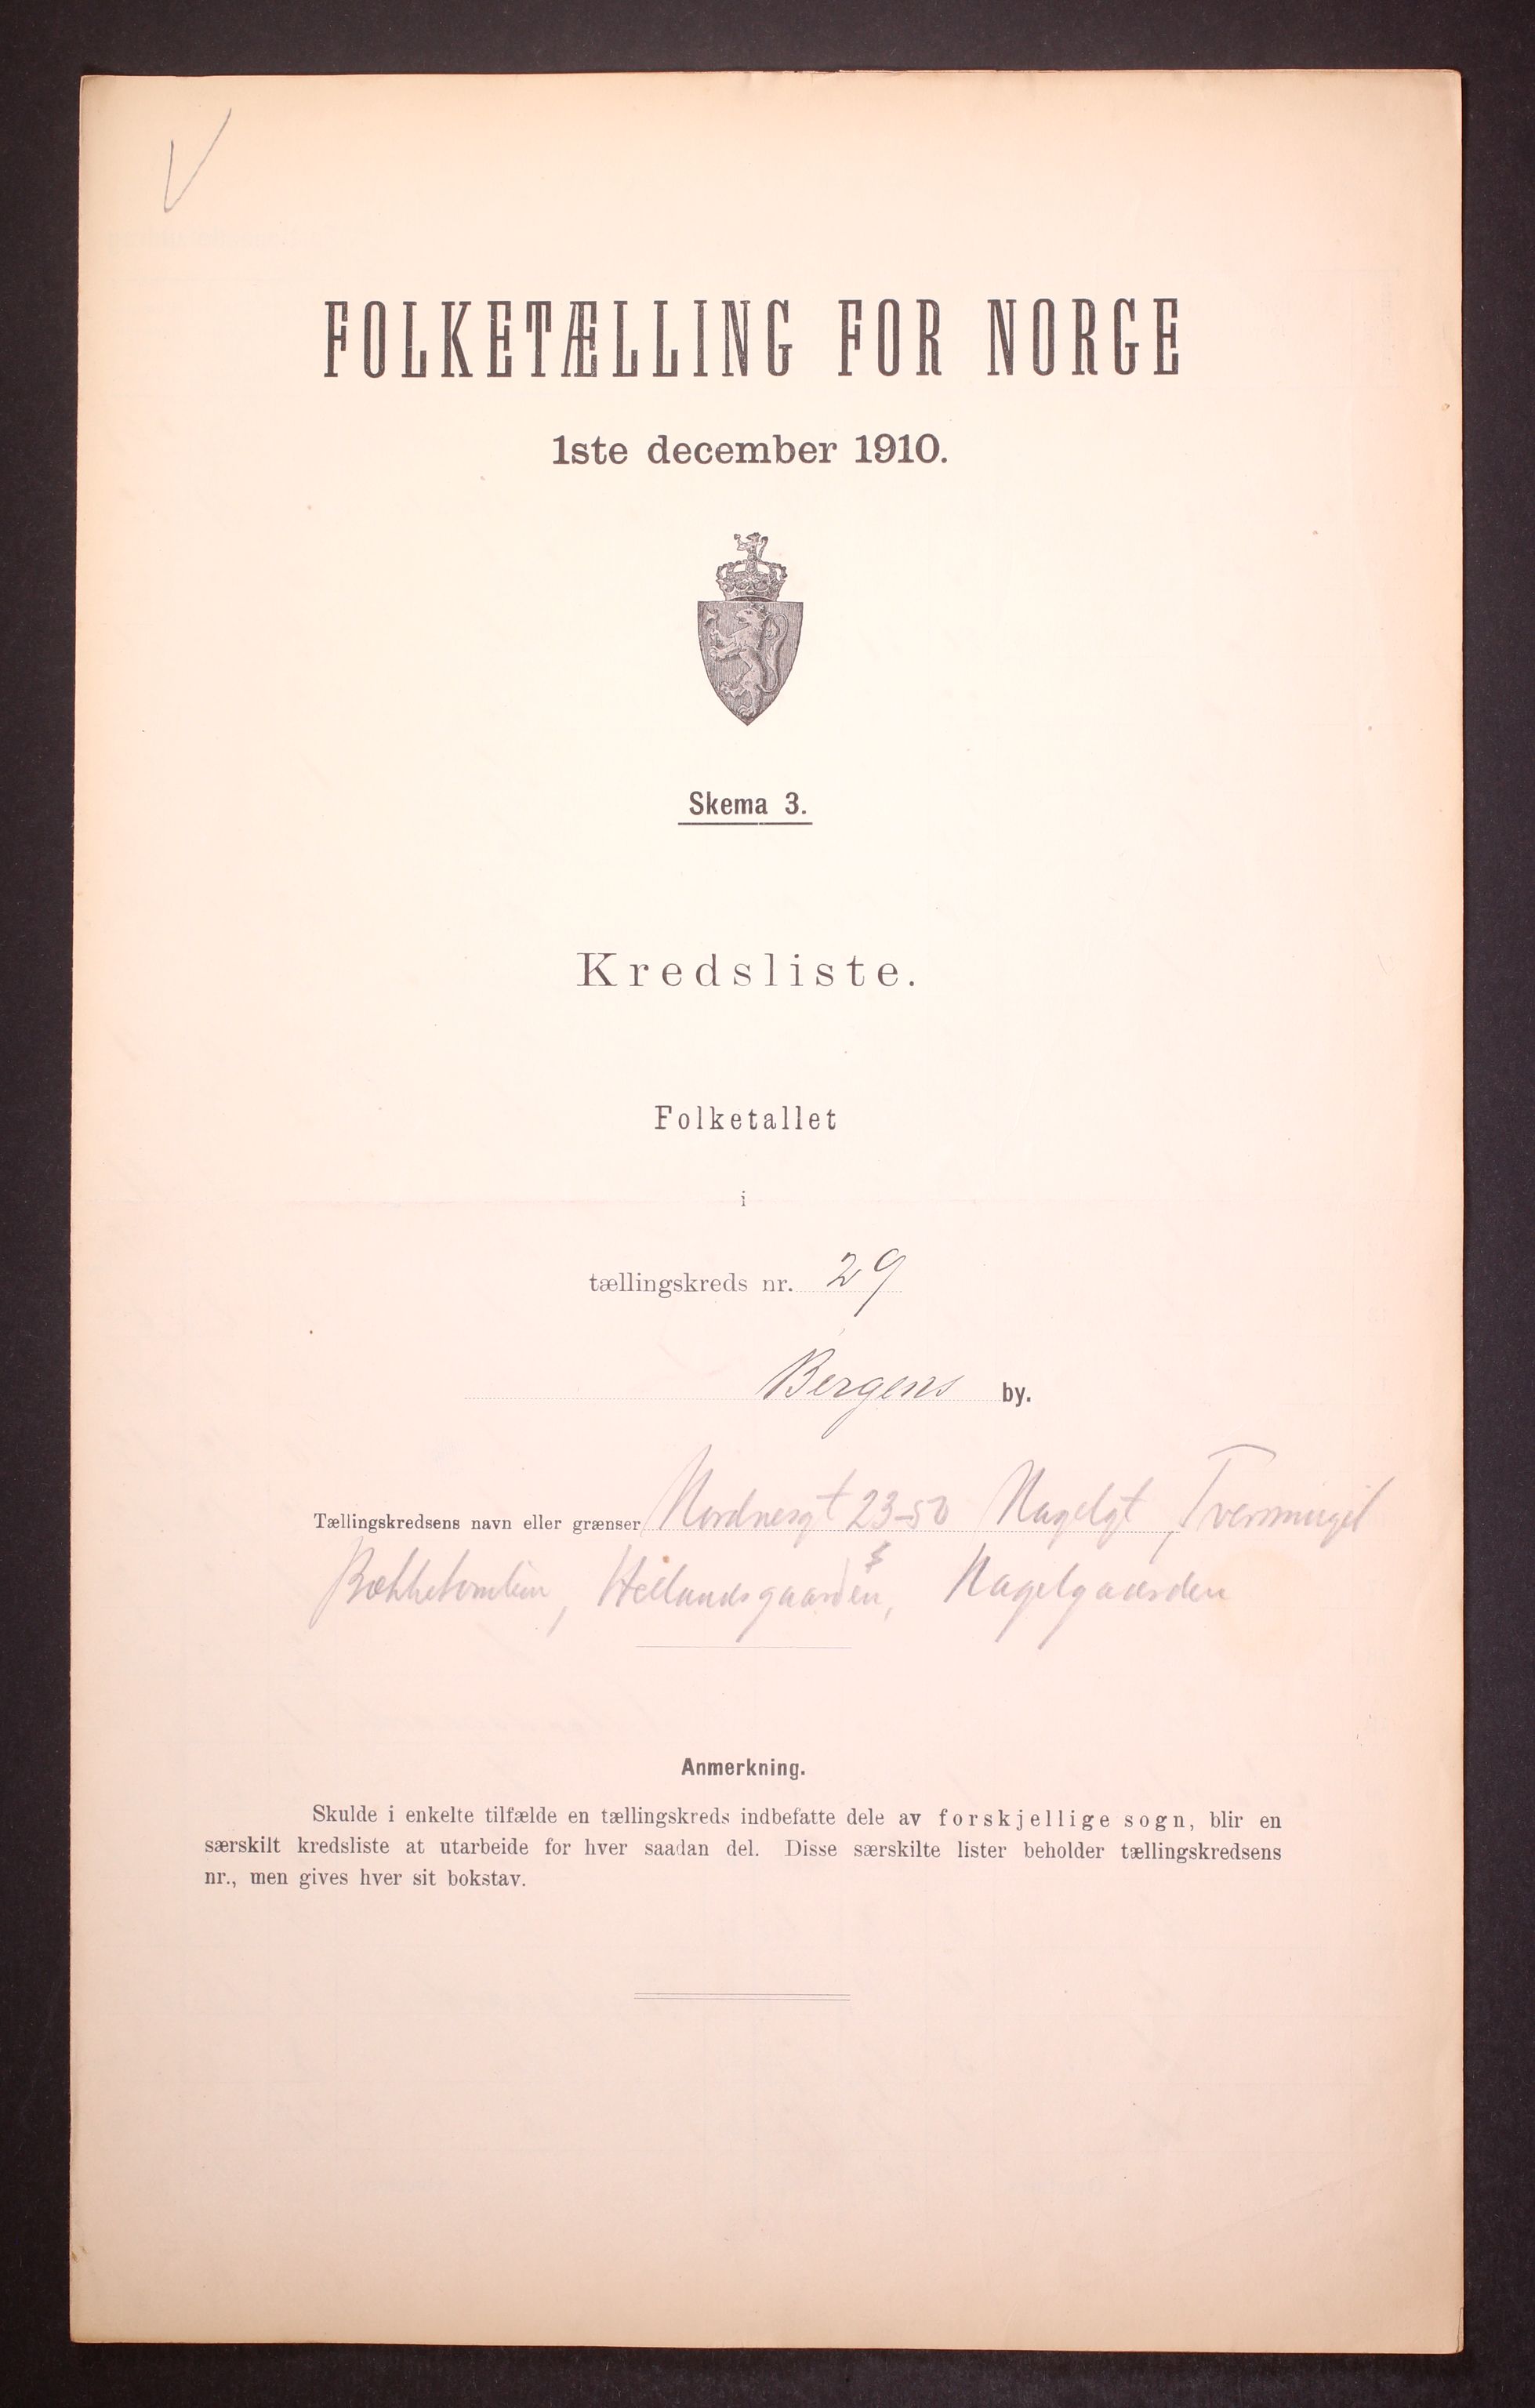 FOLKETÆLLING FOR NORGE
1ste december 1910.
Skema 3.
Kredsliste.
Folketallet
i
tællingskreds nr. 29
Bergens by.
Tællingskredsens navn eller grænser Nordnesgt 23-50 Nagelgt,
Nagelgaarden
Anmerkning.
Skulde i enkelte tilfælde en tællingskreds indbefatte dele av forskjellige sogn, blir en
særskilt kredsliste at utarbeide for hver saadan del. Disse særskilte lister beholder tællingskredsens
nr., men gives hver sit bokstav.